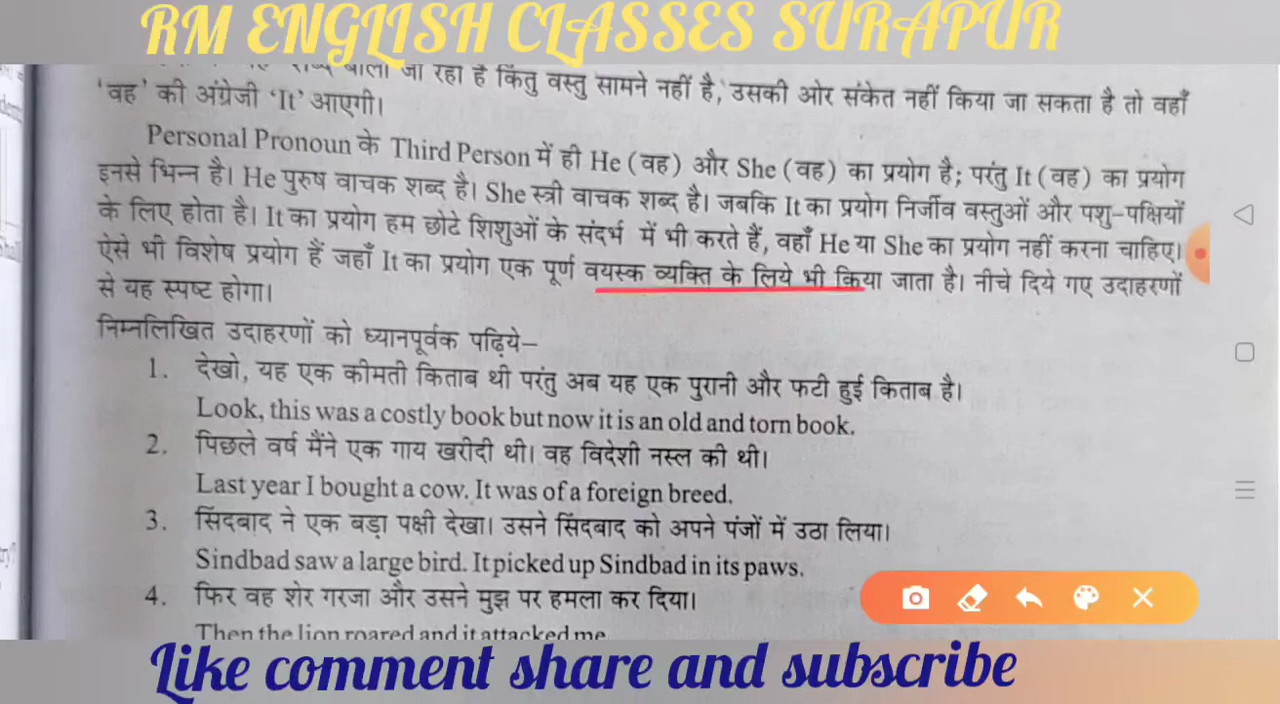 RM ENGLISH CLASSES SURAPUR
जा रहा है किंतु वस्तु सामने नहीं है, उसकी ओर संकेत नहीं किया जा सकता है तो वहाँ
'वह' की अंग्रेजी 'It' आएगी।
Personal Pronoun के Third Person में ही He (वह) और She (वह) का प्रयोग है; परंतु It (वह) का प्रयोग
इनसे भिन्न है। He पुरुष वाचक शब्द है। She स्त्री वाचक शब्द है। जबकि It का प्रयोग निर्जीव वस्तुओं और पशु-पक्षियों
के लिए होता है। It का प्रयोग हम छोटे शिशुओं के संदर्भ में भी करते हैं, वहाँ He या She का प्रयोग नहीं करना चाहिए।
ऐसे भी विशेष प्रयोग हैं जहाँ It का प्रयोग एक पूर्ण वयस्क व्यक्ति के लिये भी किया जाता है। नीचे दिये गए उदाहरणों
से यह स्पष्ट होगा।
निम्नलिखित उदाहरणों को ध्यानपूर्वक पढ़िये–
1. देखो, यह एक कीमती किताब थी परंतु अब यह एक पुरानी और फटी हुई किताब है।
Look, this was a costly book but now it is an old and torn book.
2. पिछले वर्ष मैंने एक गाय खरीदी थी। वह विदेशी नस्ल की थी।
Last year I bought a cow. It was of a foreign breed.
3. सिंदबाद ने एक बड़ा पक्षी देखा। उसने सिंदबाद को अपने पंजों में उठा लिया।
Sindbad saw a large bird. It picked up Sindbad in its paws.
4. फिर वह शेर गरजा और उसने मुझ पर हमला कर दिया।
Then the lion roared and it attacked me
Like comment share and subscribe